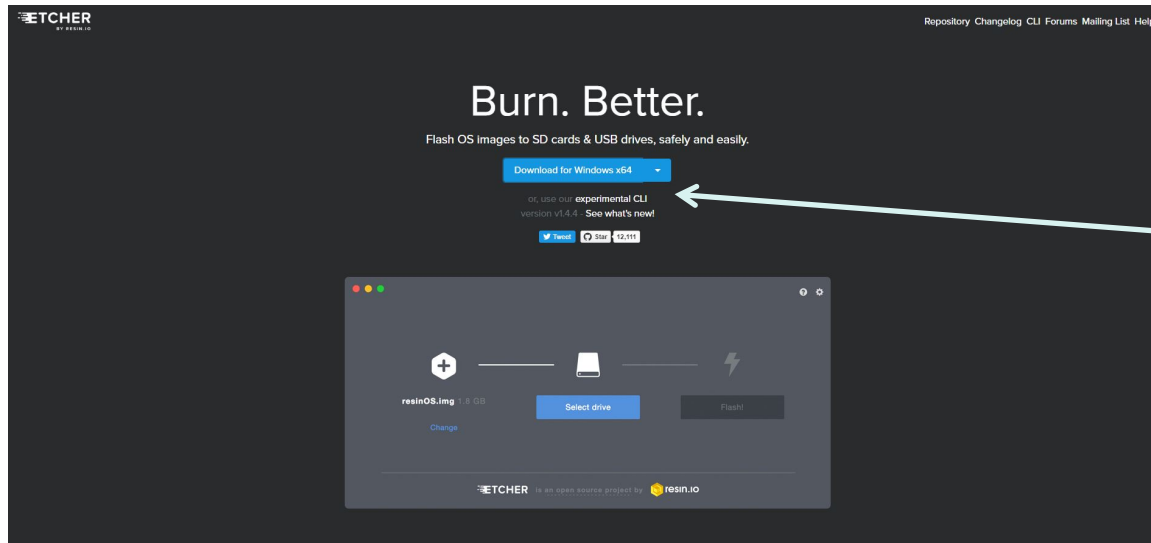 ETCHER
BY RESIN.IO
Repository Changelog CLI Forums Mailing List Help
Burn. Better.
Flash OS images to SD cards & USB drives, safely and easily.
Download for Windows x64
or, use our experimental CLI
version v1.4.4 - See what's new!
Tweet Star 12,111
resinOS.img 1.8 GB
Select drive
Flash!
Change
ETCHER is an open source project by resin.io